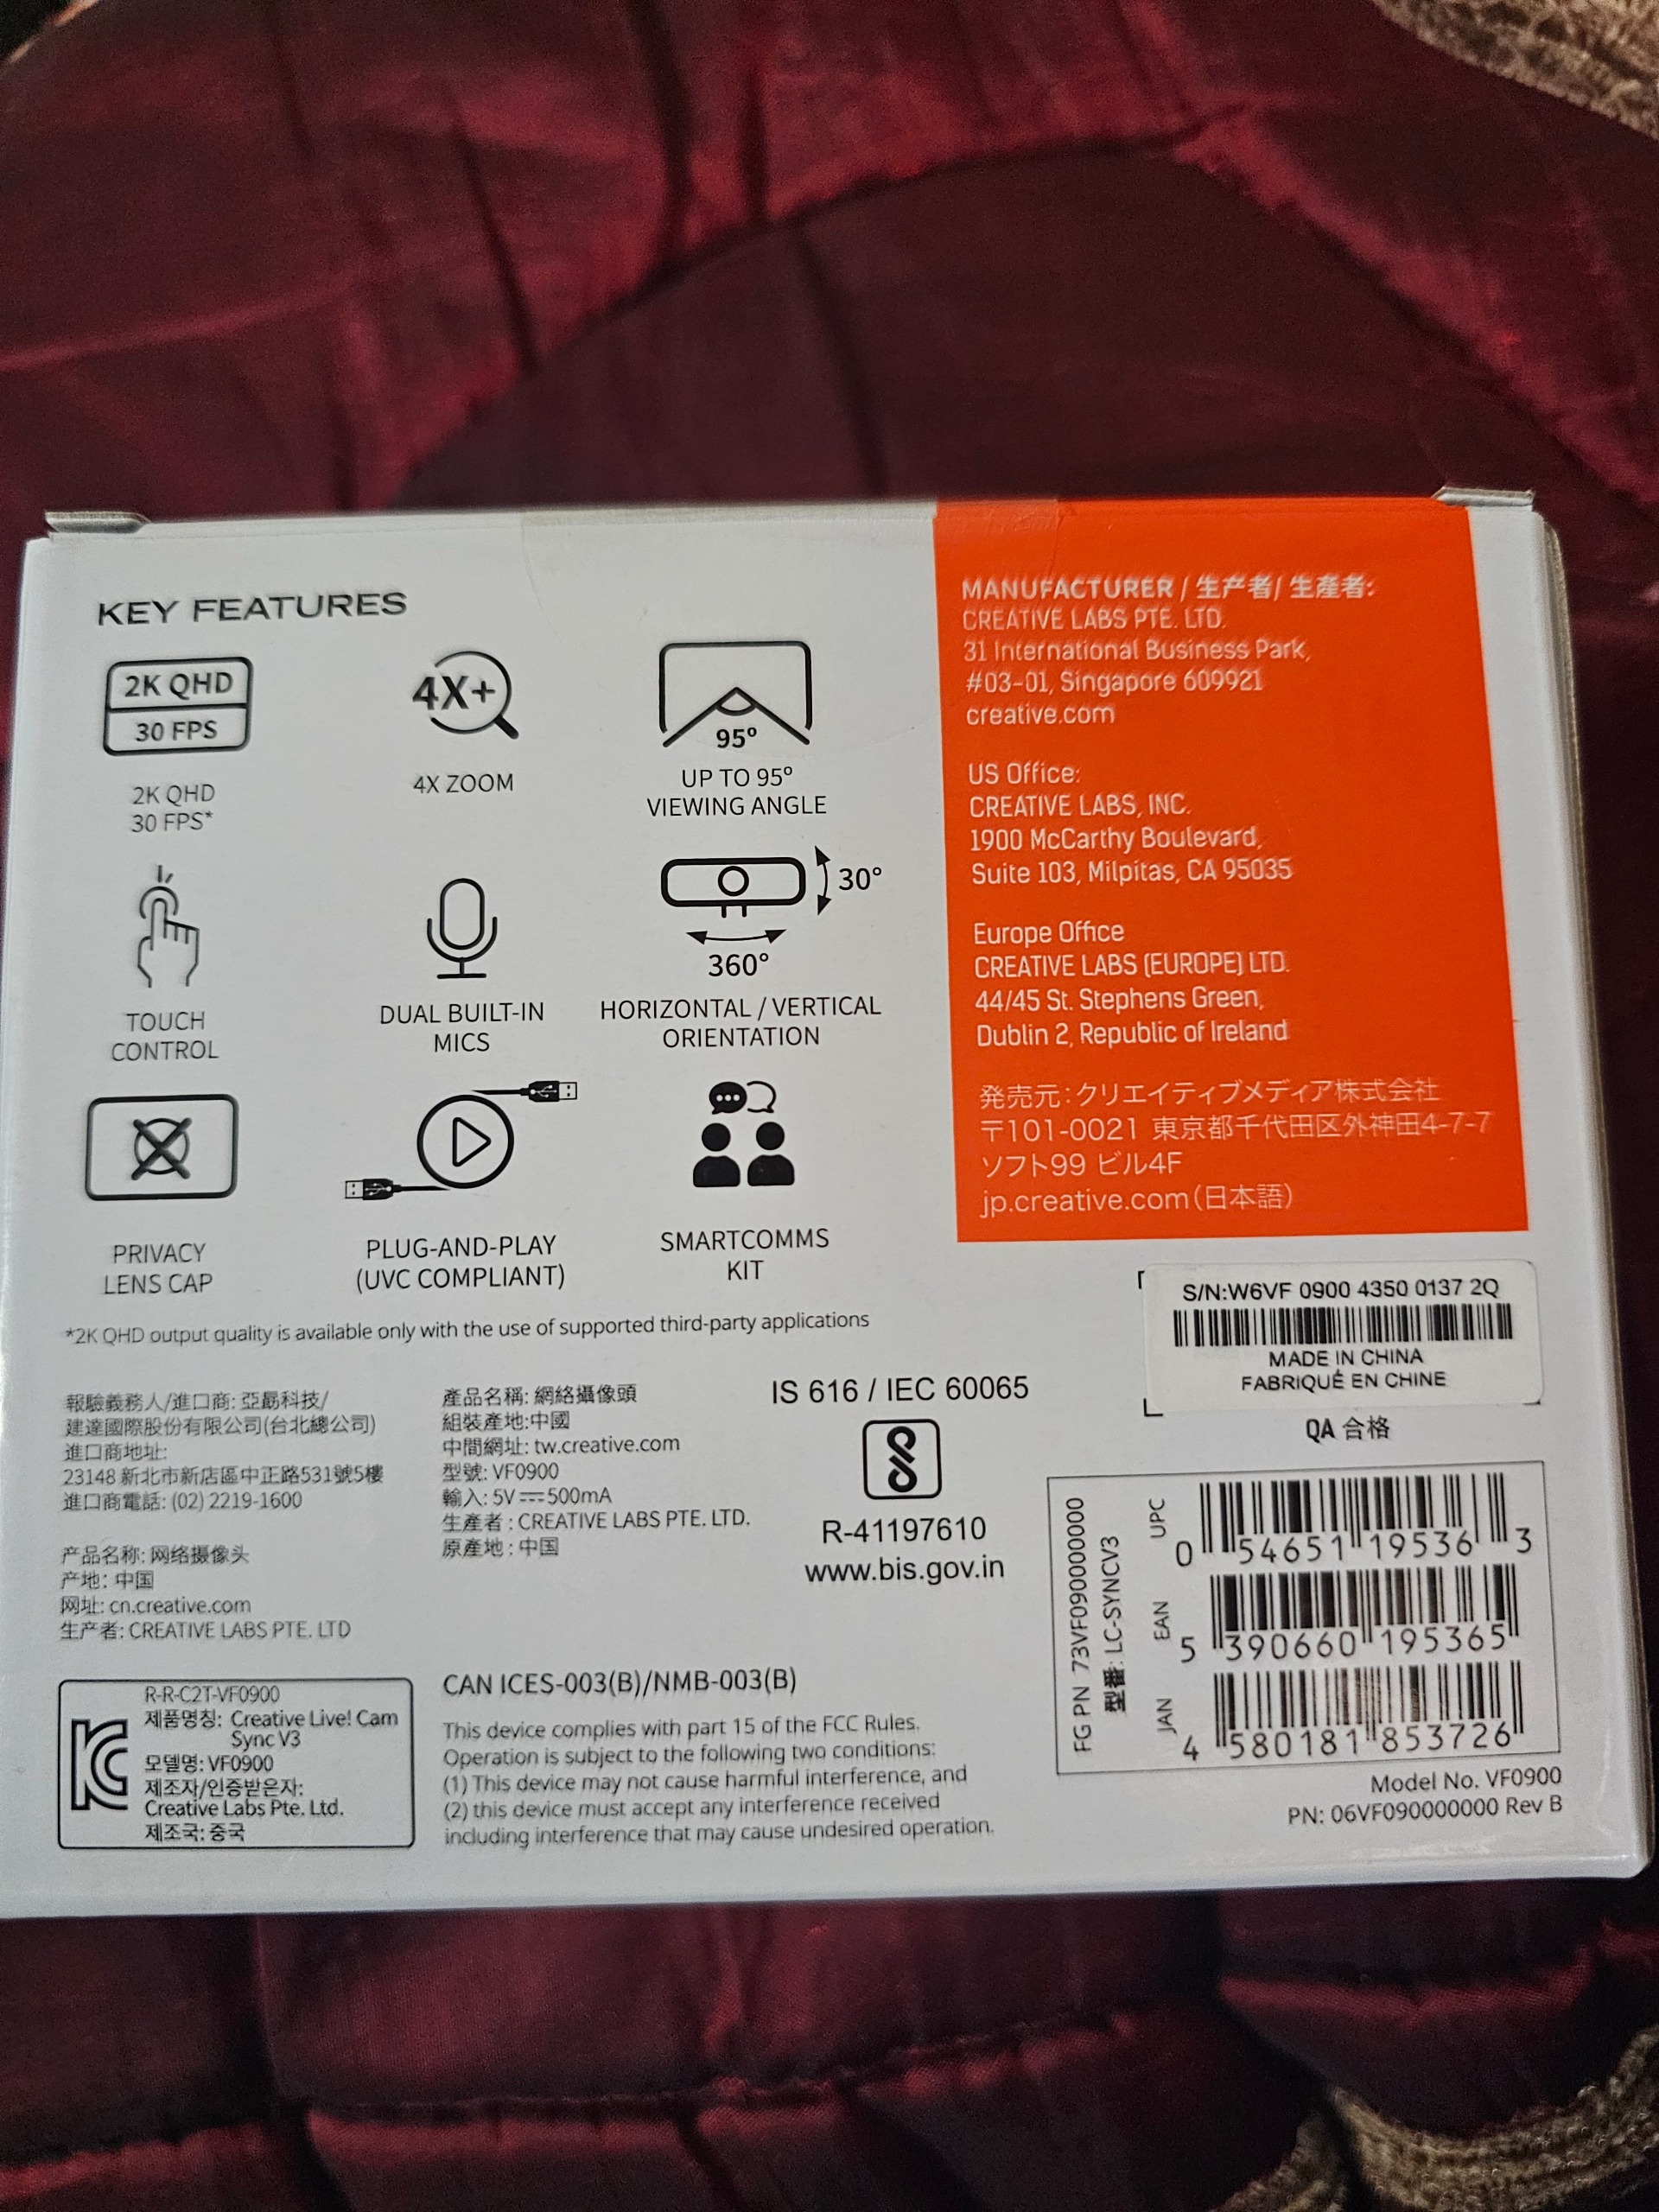 KEY FEATURES
2K QHD
30 FPS
2K QHD
30 FPS*
4X+
4X ZOOM
95°
UP TO 95°
VIEWING ANGLE
TOUCH
CONTROL
DUAL BUILT-IN
MICS
30°
360°
HORIZONTAL / VERTICAL
ORIENTATION
PRIVACY
LENS CAP
PLUG-AND-PLAY
(UVC COMPLIANT)
SMARTCOMMS
KIT
*2K QHD output quality is available only with the use of supported third-party applications
MANUFACTURER / 生产者/ 生產者:
CREATIVE LABS PTE. LTD.
31 International Business Park,
#03-01, Singapore 609921
creative.com
US Office:
CREATIVE LABS, INC.
1900 McCarthy Boulevard,
Suite 103, Milpitas, CA 95035
Europe Office
CREATIVE LABS (EUROPE) LTD.
44/45 St. Stephens Green,
Dublin 2, Republic of Ireland
発売元：クリエイティブメディア株式会社
〒101-0021 東京都千代田区外神田4-7-7
ソフト99 ビル4F
jp.creative.com（日本語）
S/N:W6VF 0900 4350 0137 2Q
MADE IN CHINA
FABRIQUÉ EN CHINE
QA 合格
報驗義務人/進口商: 亞勗科技/
建達國際股份有限公司(台北總公司)
進口商地址:
23148 新北市新店區中正路531號5樓
進口商電話: (02) 2219-1600
产品名称: 网络摄像头
产地: 中国
网址: cn.creative.com
生产者: CREATIVE LABS PTE. LTD
產品名稱: 網絡攝像頭
組裝產地:中國
中間網址: tw.creative.com
型號: VF0900
輸入: 5V⎓500mA
生產者 : CREATIVE LABS PTE. LTD.
原產地 : 中国
IS 616 / IEC 60065
R-41197610
www.bis.gov.in
R-R-C2T-VF0900
제품명칭: Creative Live! Cam
Sync V3
모델명: VF0900
제조자/인증받은자:
Creative Labs Pte. Ltd.
제조국: 중국
CAN ICES-003(B)/NMB-003(B)
This device complies with part 15 of the FCC Rules.
Operation is subject to the following two conditions:
(1) This device may not cause harmful interference, and
(2) this device must accept any interference received
including interference that may cause undesired operation.
FG PN 73VF090000000
型番: LC-SYNCV3
UPC
0 54651 19536 3
EAN
5 390660 195365
JAN
4 580181 853726
Model No. VF0900
PN: 06VF090000000 Rev B